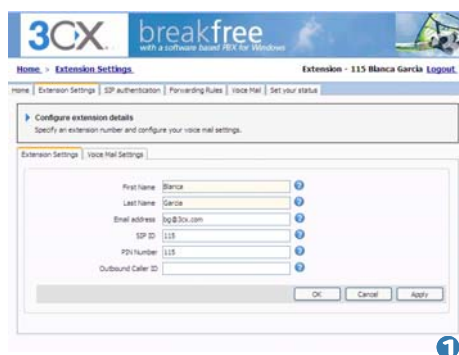 3CX.
breakfree
with a software based PBX for Windows
Home > Extension Settings
Extension - 115 Blanca Garcia Logout
Home Extension Settings SIP authentication Forwarding Rules Voice Mail Set your status
Configure extension details
Specify an extension number and configure your voice mail settings.
Extension Settings Voice Mail Settings
First Name Blanca ?
Last Name Garcia ?
Email address bg@3cx.com ?
SIP ID 115 ?
PIN Number 115 ?
Outbound Caller ID ?
OK Cancel Apply
1